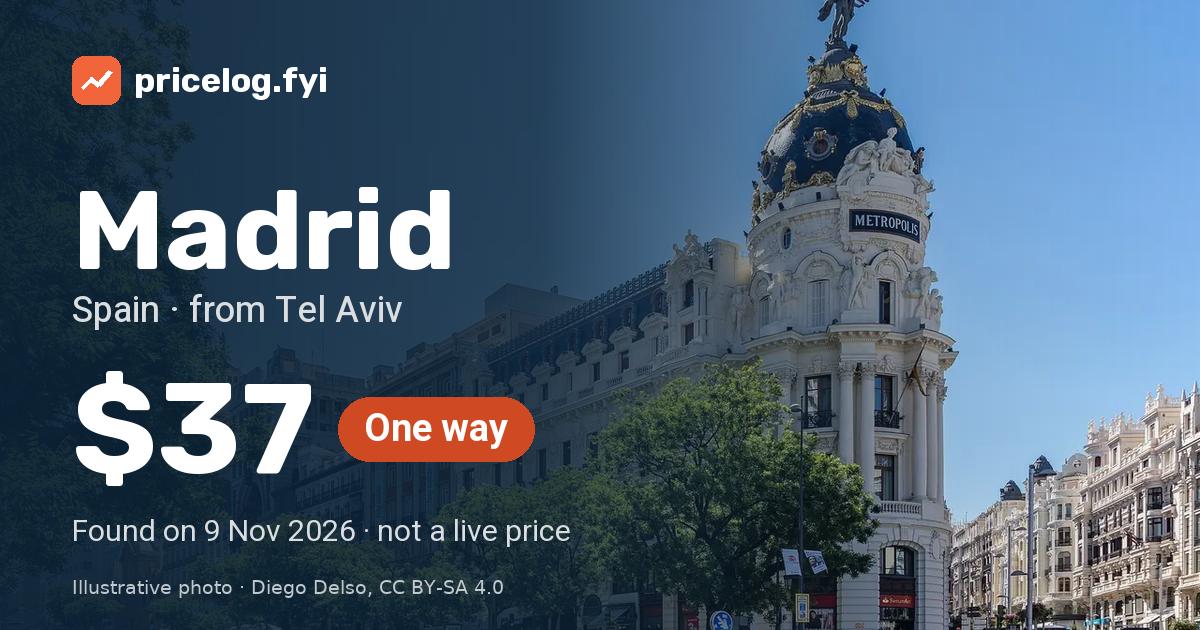 pricelog.fyi
Madrid
Spain · from Tel Aviv
$37
One way
Found on 9 Nov 2026 · not a live price
Illustrative photo · Diego Delso, CC BY-SA 4.0
METROPOLIS
Santander